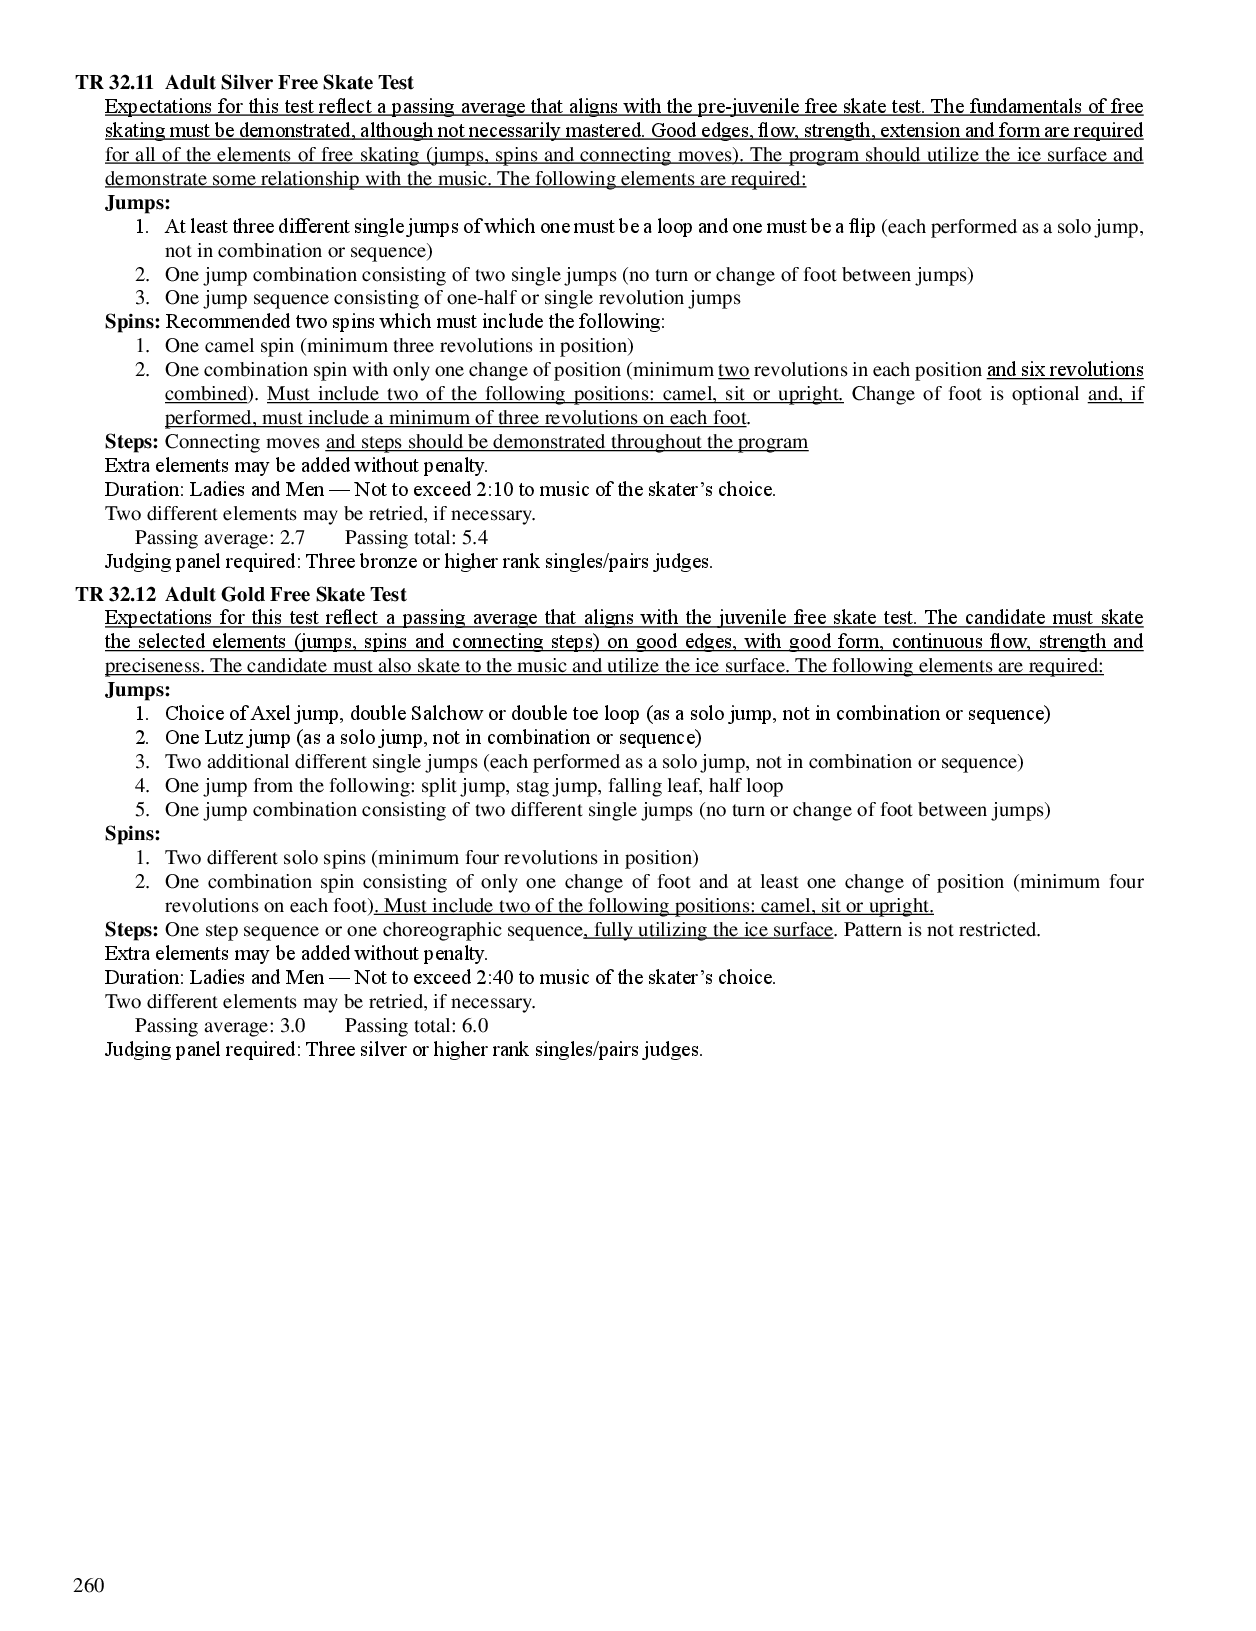 TR 32.11 Adult Silver Free Skate Test
Expectations for this test reflect a passing average that aligns with the pre-juvenile free skate test. The fundamentals of free
skating must be demonstrated, although not necessarily mastered. Good edges, flow, strength, extension and form are required
for all of the elements of free skating (jumps, spins and connecting moves). The program should utilize the ice surface and
demonstrate some relationship with the music. The following elements are required:
Jumps:
1. At least three different single jumps of which one must be a loop and one must be a flip (each performed as a solo jump,
not in combination or sequence)
2. One jump combination consisting of two single jumps (no turn or change of foot between jumps)
3. One jump sequence consisting of one-half or single revolution jumps
Spins: Recommended two spins which must include the following:
1. One camel spin (minimum three revolutions in position)
2. One combination spin with only one change of position (minimum two revolutions in each position and six revolutions
combined). Must include two of the following positions: camel, sit or upright. Change of foot is optional and, if
performed, must include a minimum of three revolutions on each foot.
Steps: Connecting moves and steps should be demonstrated throughout the program
Extra elements may be added without penalty.
Duration: Ladies and Men — Not to exceed 2:10 to music of the skater’s choice.
Two different elements may be retried, if necessary.
Passing average: 2.7 Passing total: 5.4
Judging panel required: Three bronze or higher rank singles/pairs judges.
TR 32.12 Adult Gold Free Skate Test
Expectations for this test reflect a passing average that aligns with the juvenile free skate test. The candidate must skate
the selected elements (jumps, spins and connecting steps) on good edges, with good form, continuous flow, strength and
preciseness. The candidate must also skate to the music and utilize the ice surface. The following elements are required:
Jumps:
1. Choice of Axel jump, double Salchow or double toe loop (as a solo jump, not in combination or sequence)
2. One Lutz jump (as a solo jump, not in combination or sequence)
3. Two additional different single jumps (each performed as a solo jump, not in combination or sequence)
4. One jump from the following: split jump, stag jump, falling leaf, half loop
5. One jump combination consisting of two different single jumps (no turn or change of foot between jumps)
Spins:
1. Two different solo spins (minimum four revolutions in position)
2. One combination spin consisting of only one change of foot and at least one change of position (minimum four
revolutions on each foot). Must include two of the following positions: camel, sit or upright.
Steps: One step sequence or one choreographic sequence, fully utilizing the ice surface. Pattern is not restricted.
Extra elements may be added without penalty.
Duration: Ladies and Men — Not to exceed 2:40 to music of the skater’s choice.
Two different elements may be retried, if necessary.
Passing average: 3.0 Passing total: 6.0
Judging panel required: Three silver or higher rank singles/pairs judges.
260